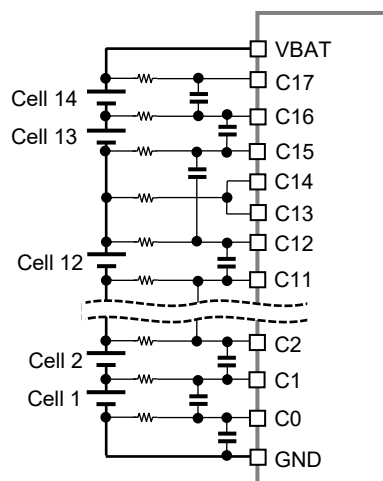 VBAT
C17
Cell 14
C16
Cell 13
C15
C14
C13
C12
Cell 12
C11
C2
Cell 2
C1
Cell 1
C0
GND